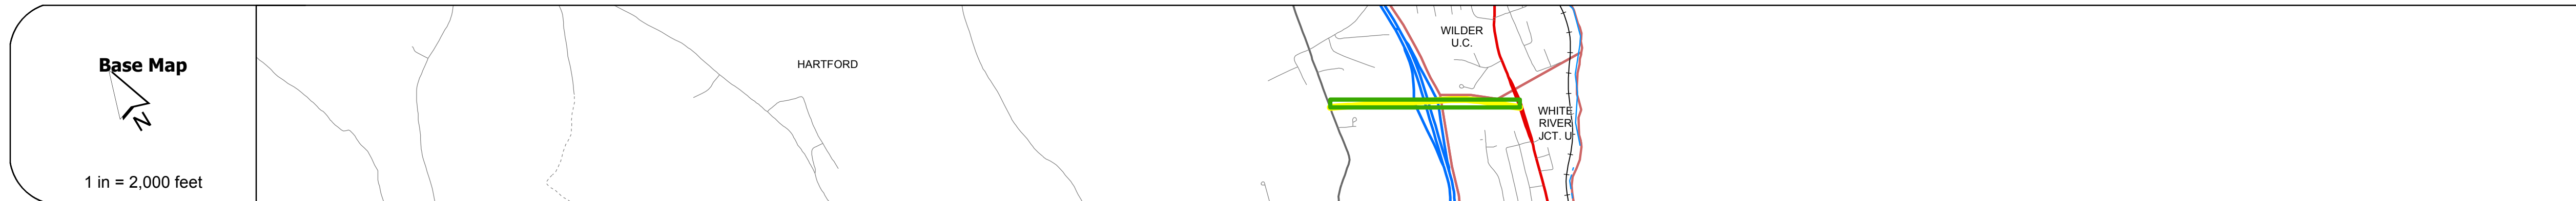 Base Map
N
1 in = 2,000 feet
HARTFORD
WILDER
U.C.
WHITE
RIVER
JCT. U